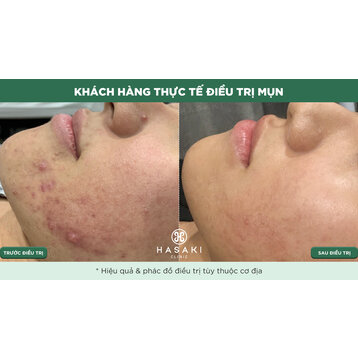 KHÁCH HÀNG THỰC TẾ ĐIỀU TRỊ MỤN
HASAKI
CLINIC
TRƯỚC ĐIỀU TRỊ
SAU ĐIỀU TRỊ
* Hiệu quả & phác đồ điều trị tùy thuộc cơ địa